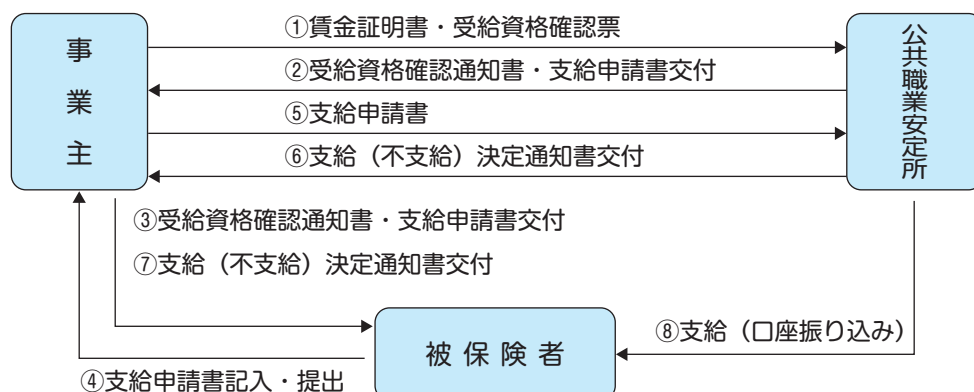 事業主
①賃金証明書・受給資格確認票
②受給資格確認通知書・支給申請書交付
⑤支給申請書
⑥支給（不支給）決定通知書交付
公共職業安定所
③受給資格確認通知書・支給申請書交付
⑦支給（不支給）決定通知書交付
⑧支給（口座振り込み）
被保険者
④支給申請書記入・提出